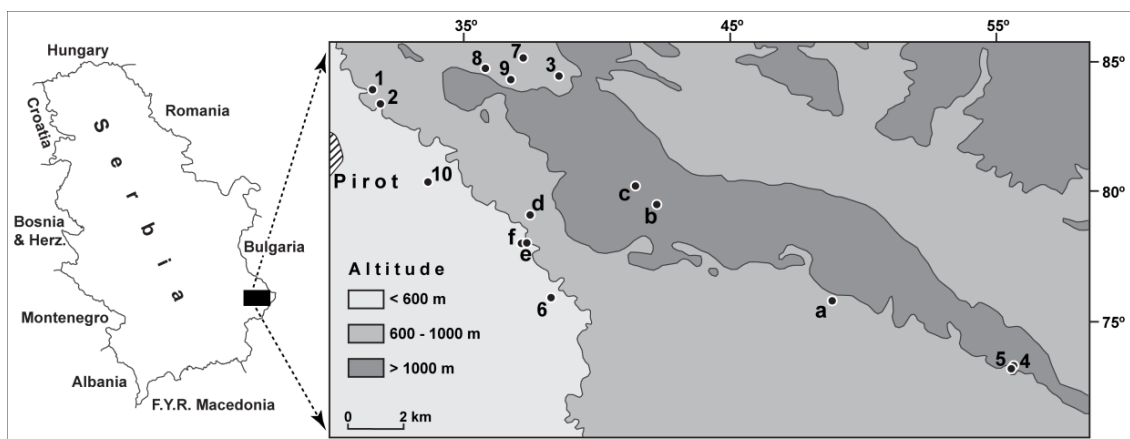 Hungary
Croatia
Romania
Serbia
Bosnia
& Herz.
Bulgaria
Montenegro
Albania
F.Y.R. Macedonia
35º 45º 55º
85º
80º
75º
1
2
8
7
9
3
10
Pirot
c
b
d
f
e
6
a
5 4
Altitude
< 600 m
600 - 1000 m
> 1000 m
0 2 km